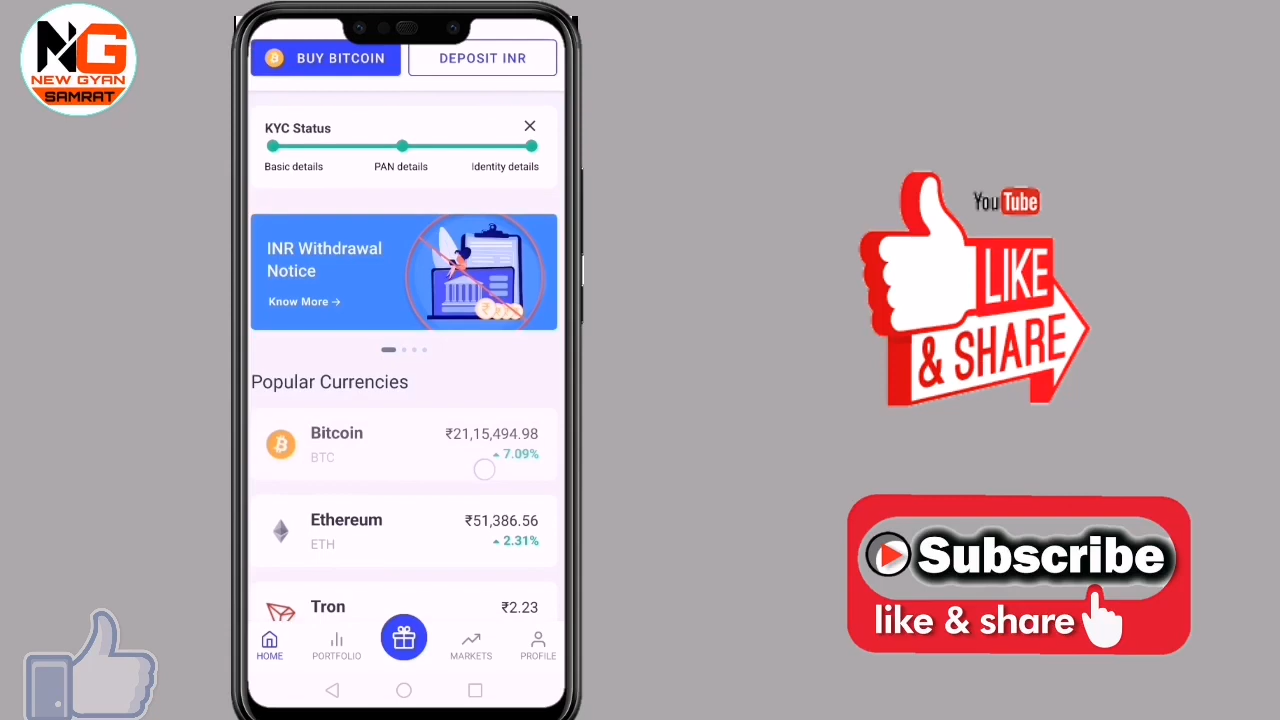 NG
NEW GYAN
SAMRAT
BUY BITCOIN
DEPOSIT INR
KYC Status
Basic details
PAN details
Identity details
INR Withdrawal
Notice
Know More →
Popular Currencies
Bitcoin
₹21,15,494.98
BTC
7.09%
Ethereum
₹51,386.56
ETH
2.31%
Tron
₹2.23
HOME
PORTFOLIO
MARKETS
PROFILE
YouTube
LIKE
& SHARE
Subscribe
like & share